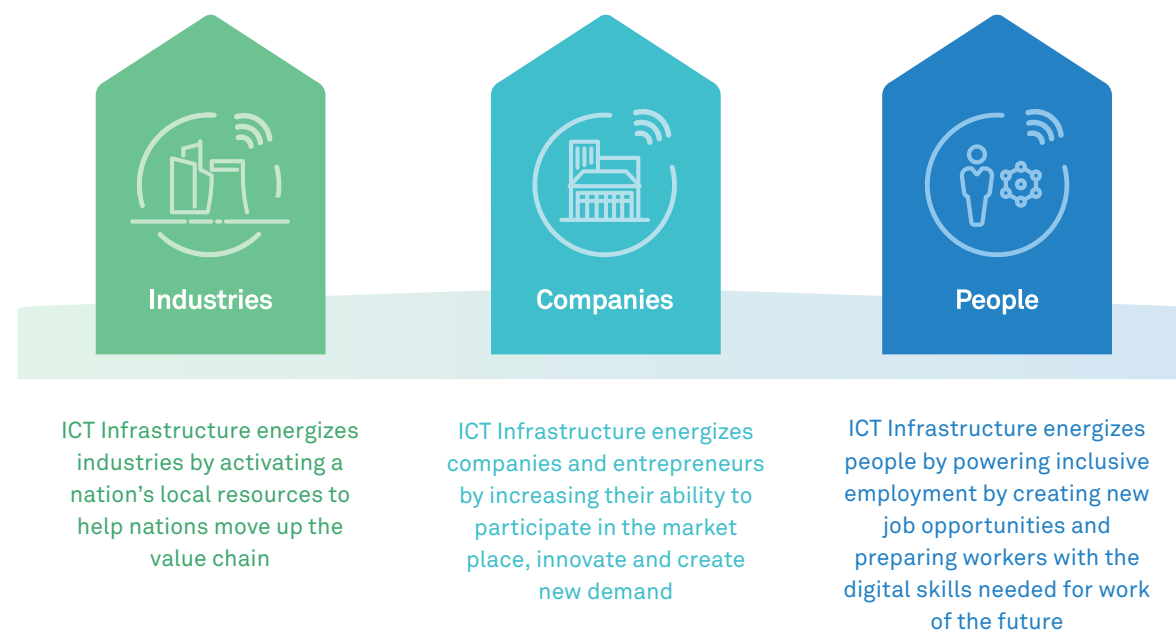 Industries
ICT Infrastructure energizes
industries by activating a
nation’s local resources to
help nations move up the
value chain
Companies
ICT Infrastructure energizes
companies and entrepreneurs
by increasing their ability to
participate in the market
place, innovate and create
new demand
People
ICT Infrastructure energizes
people by powering inclusive
employment by creating new
job opportunities and
preparing workers with the
digital skills needed for work
of the future